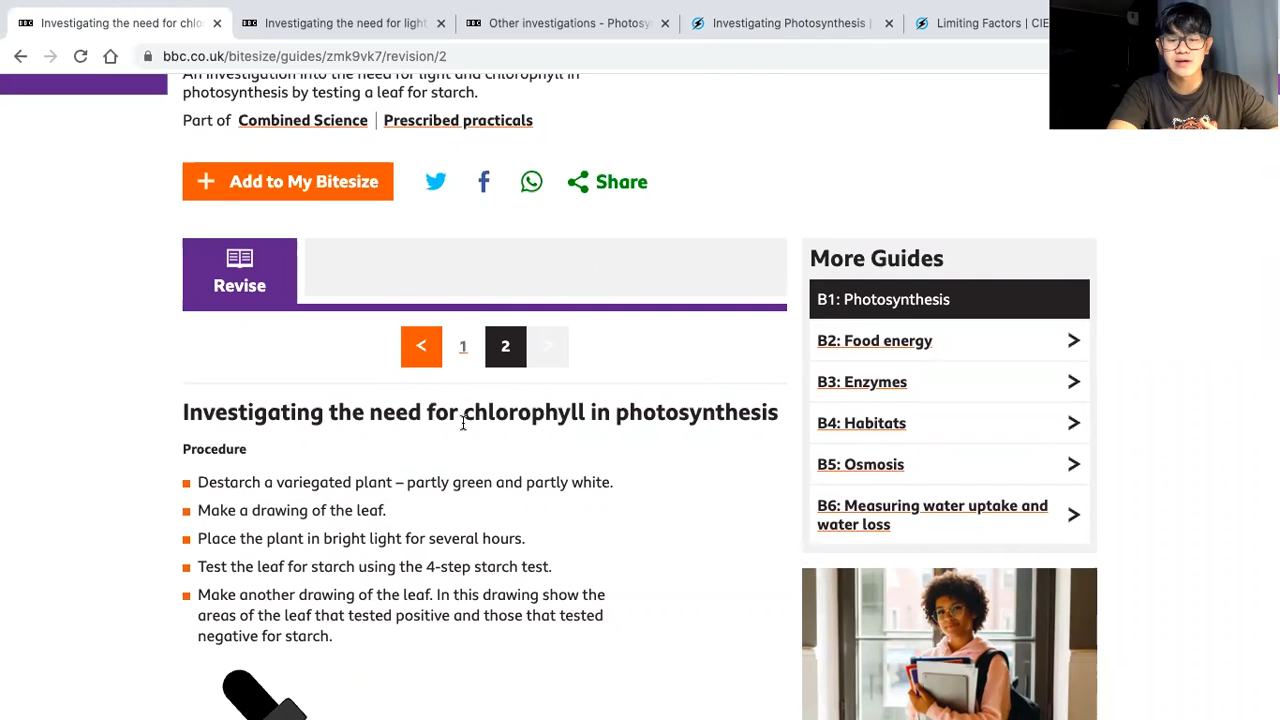 Investigating the need for chlo
Investigating the need for light
Other investigations - Photosy
Investigating Photosynthesis |
Limiting Factors | CIE
bbc.co.uk/bitesize/guides/zmk9vk7/revision/2
An investigation into the need for light and chlorophyll in
photosynthesis by testing a leaf for starch.
Part of Combined Science | Prescribed practicals
+ Add to My Bitesize
Share
Revise
< 1 2 >
Investigating the need for chlorophyll in photosynthesis
Procedure
Destarch a variegated plant – partly green and partly white.
Make a drawing of the leaf.
Place the plant in bright light for several hours.
Test the leaf for starch using the 4-step starch test.
Make another drawing of the leaf. In this drawing show the
areas of the leaf that tested positive and those that tested
negative for starch.
More Guides
B1: Photosynthesis
B2: Food energy
B3: Enzymes
B4: Habitats
B5: Osmosis
B6: Measuring water uptake and
water loss